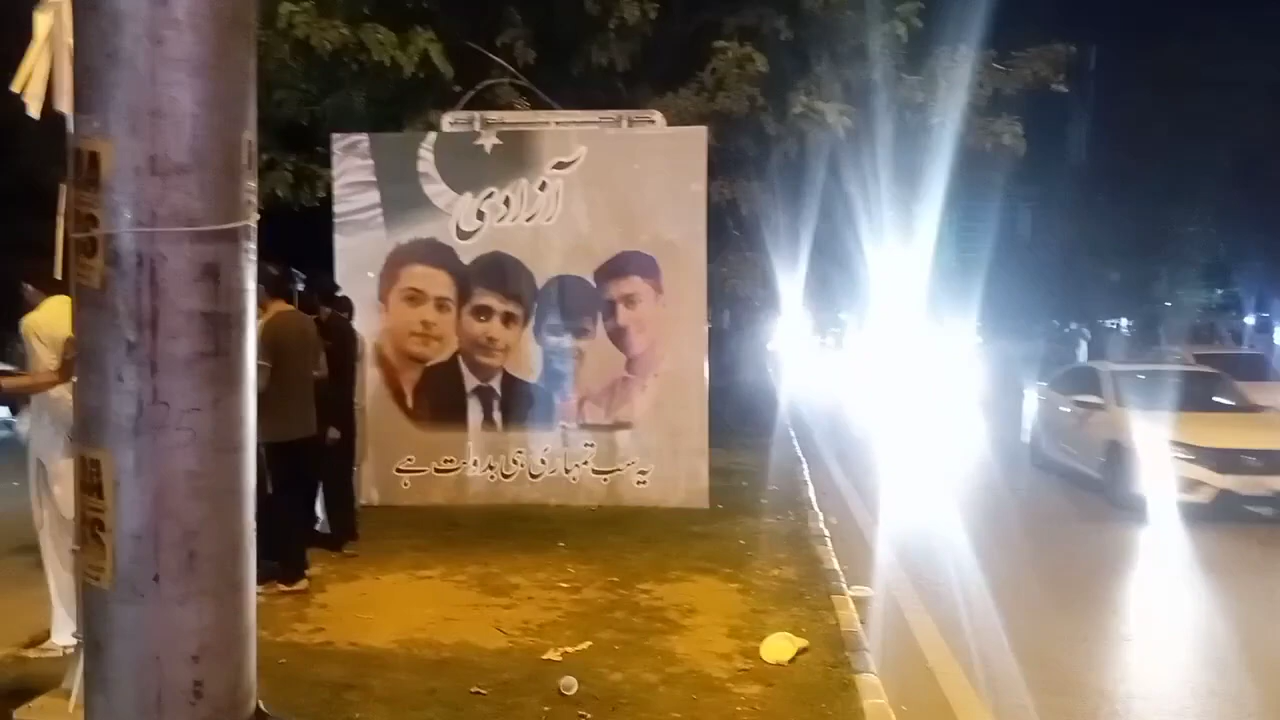 آزادی
یہ سب تمہاری ہی بدولت ہے